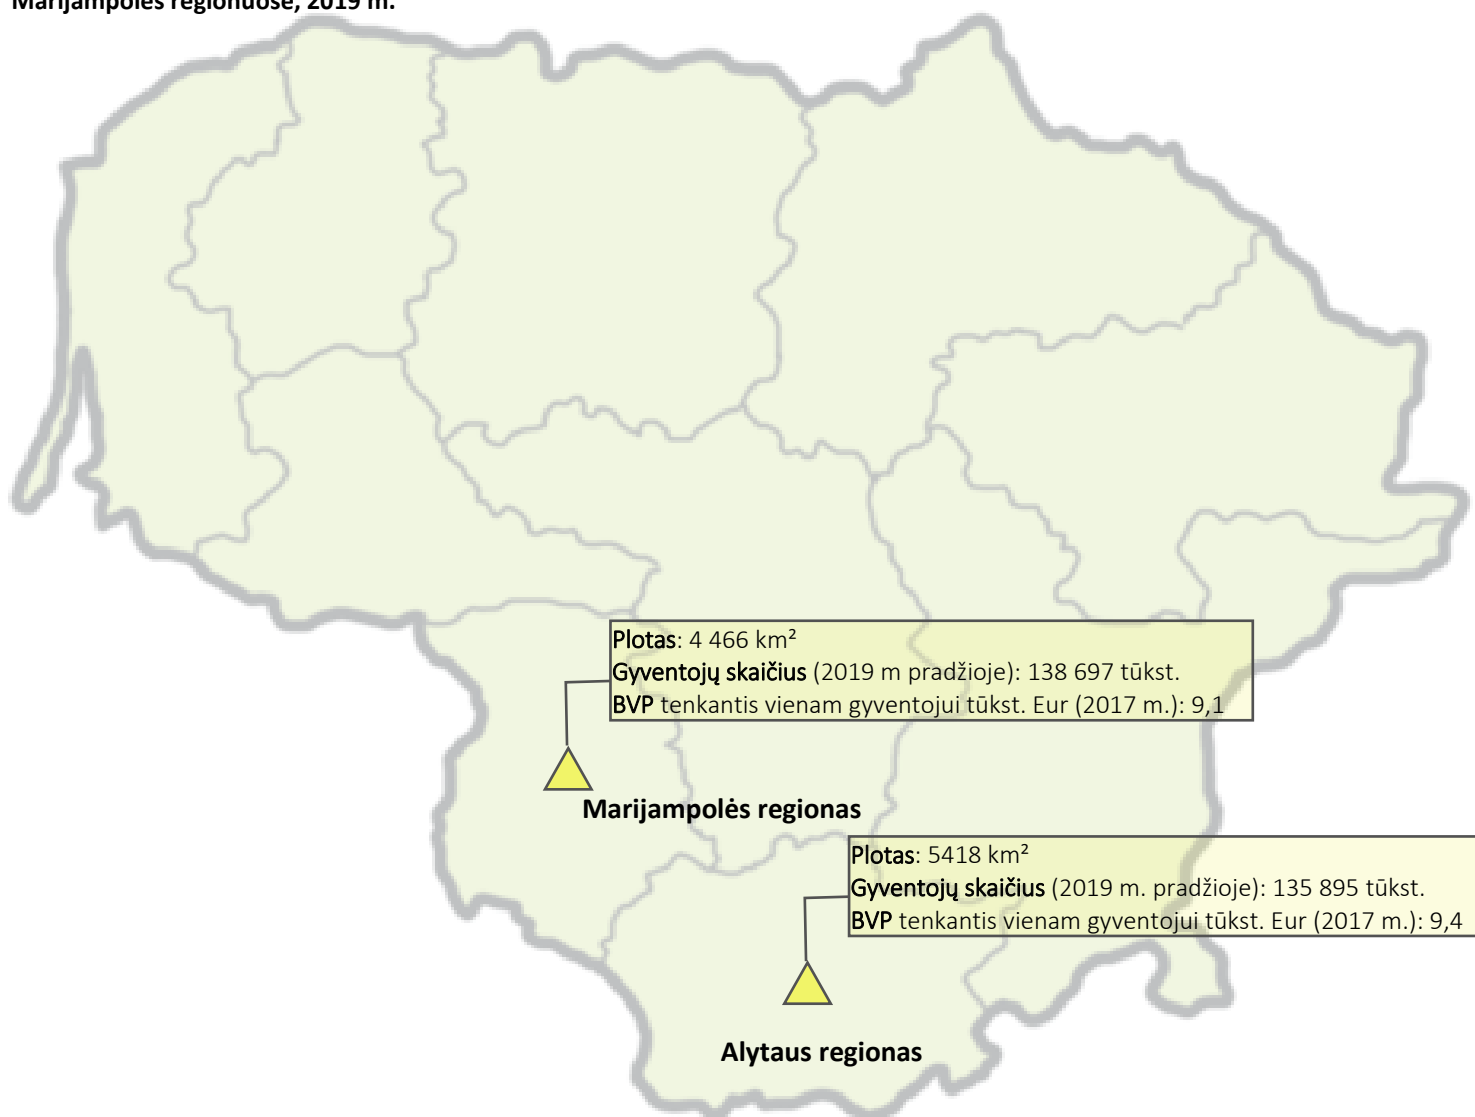 Marijampolės regionuose, 2019 m.
Plotas: 4 466 km²
Gyventojų skaičius (2019 m pradžioje): 138 697 tūkst.
BVP tenkantis vienam gyventojui tūkst. Eur (2017 m.): 9,1
Marijampolės regionas
Plotas: 5418 km²
Gyventojų skaičius (2019 m. pradžioje): 135 895 tūkst.
BVP tenkantis vienam gyventojui tūkst. Eur (2017 m.): 9,4
Alytaus regionas